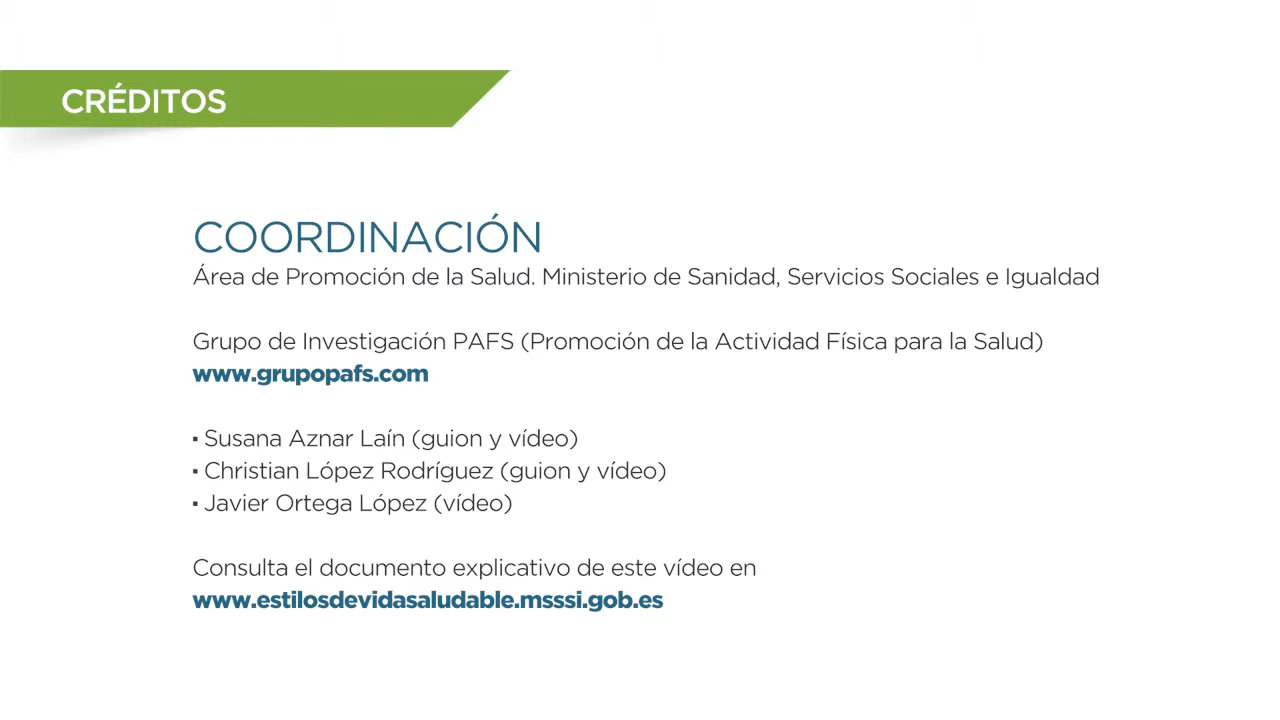 CRÉDITOS
COORDINACIÓN
Área de Promoción de la Salud. Ministerio de Sanidad, Servicios Sociales e Igualdad
Grupo de Investigación PAFS (Promoción de la Actividad Física para la Salud)
www.grupopafs.com
▪ Susana Aznar Laín (guion y vídeo)
▪ Christian López Rodríguez (guion y vídeo)
▪ Javier Ortega López (vídeo)
Consulta el documento explicativo de este vídeo en
www.estilosdevidasaludable.msssi.gob.es